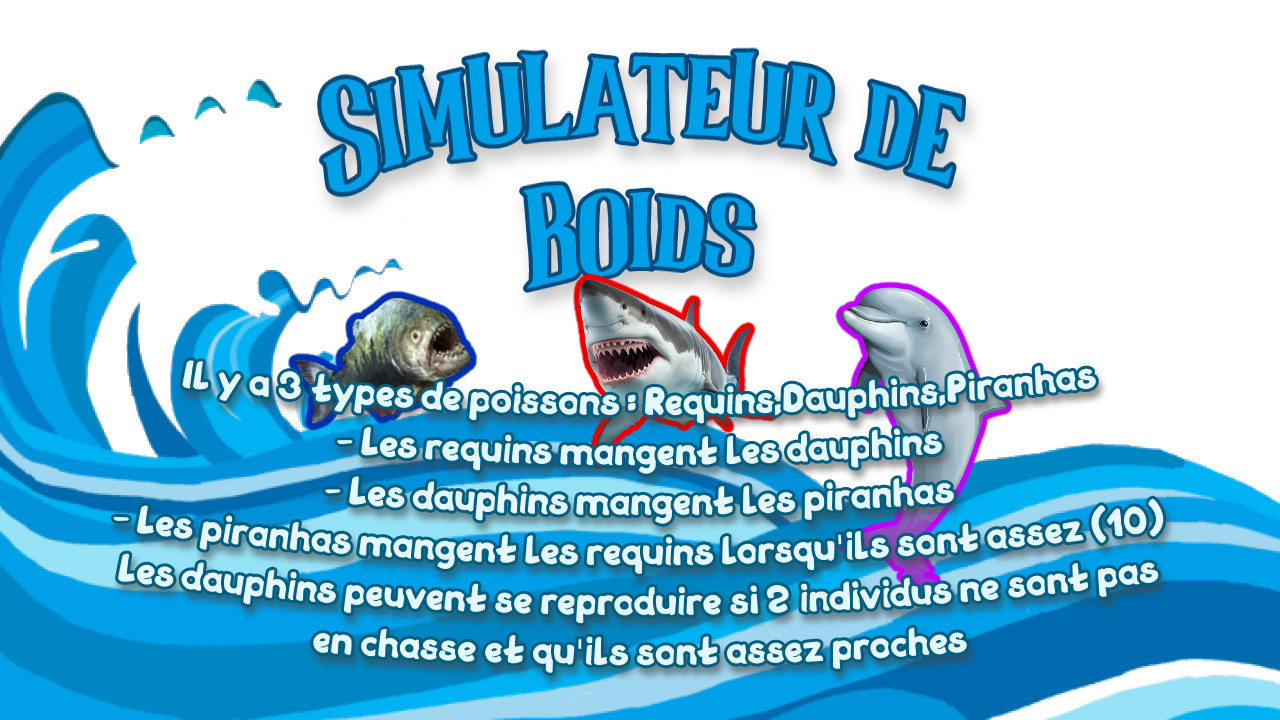 SIMULATEUR DE
BOIDS
Il y a 3 types de poissons : Requins,Dauphins,Piranhas
- Les requins mangent les dauphins
- Les dauphins mangent les piranhas
- Les piranhas mangent les requins lorsqu'ils sont assez (10)
Les dauphins peuvent se reproduire si 2 individus ne sont pas
en chasse et qu'ils sont assez proches